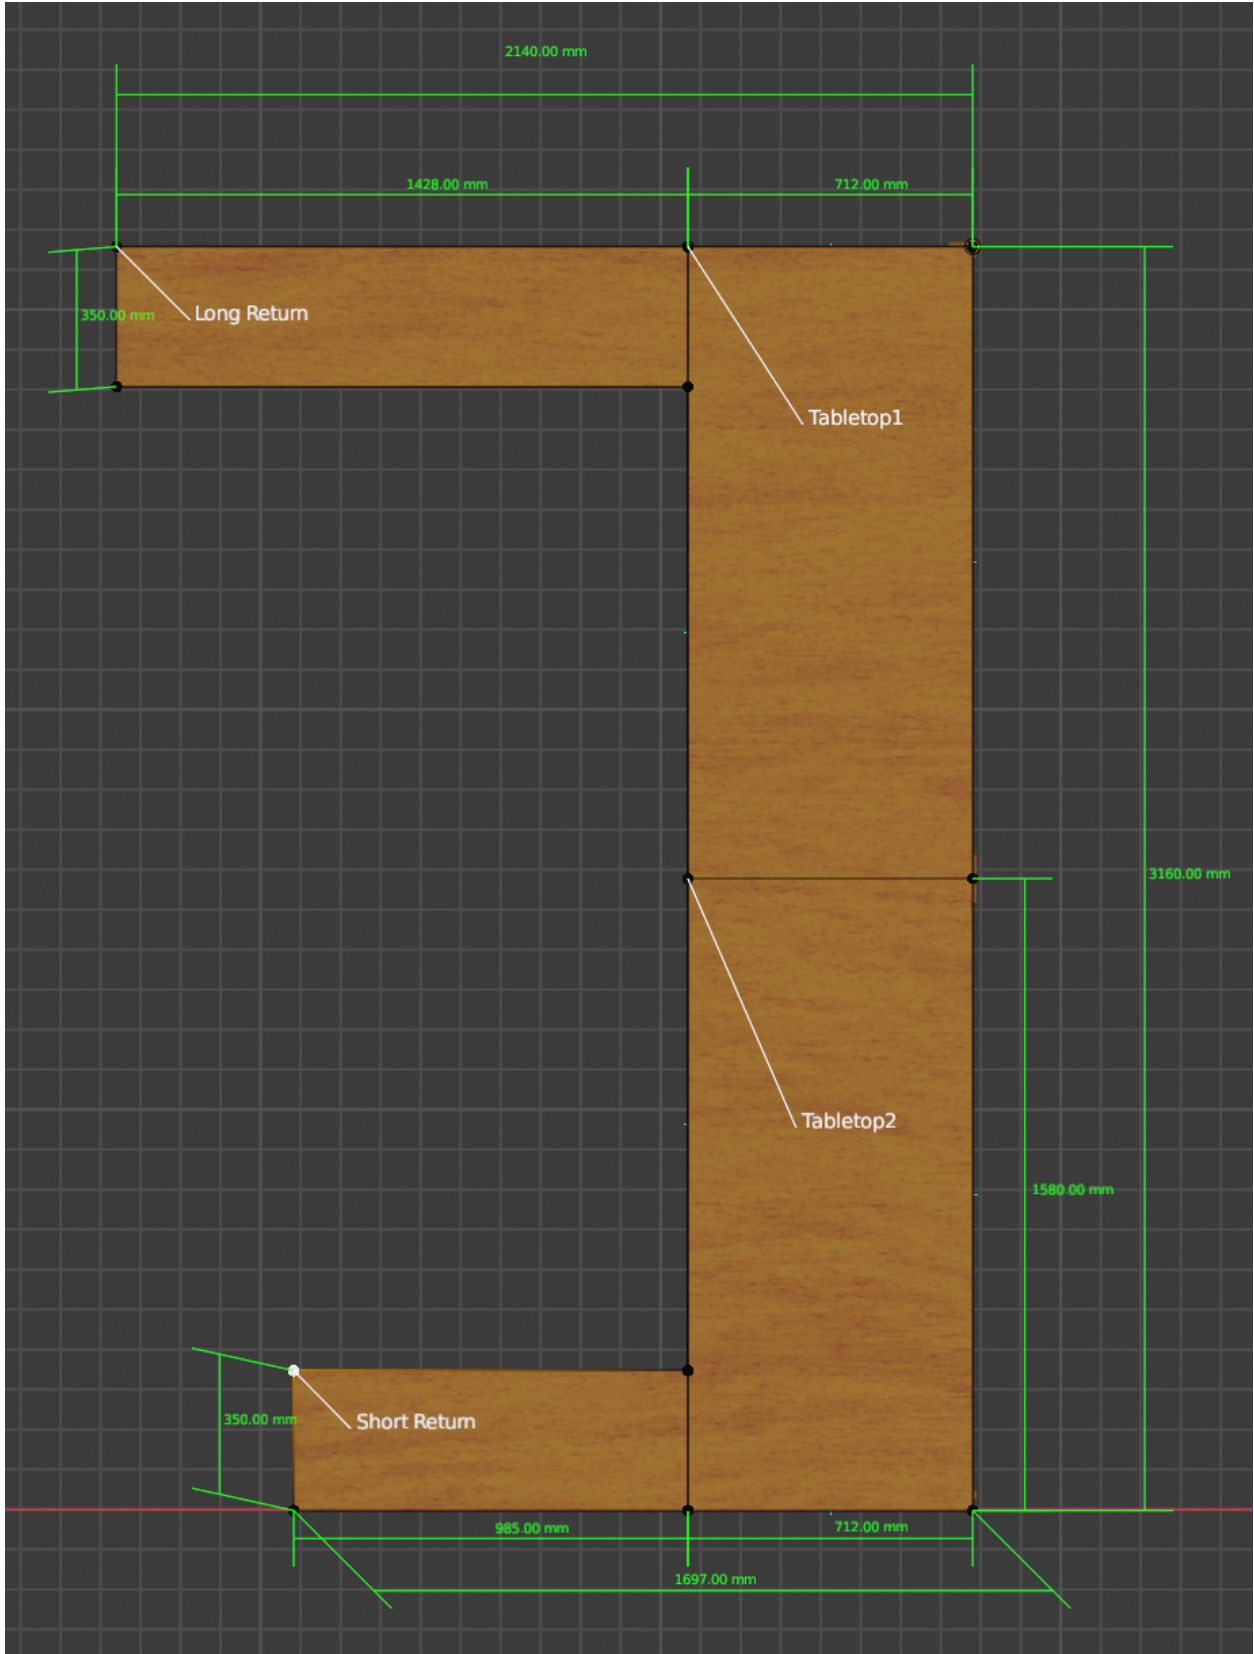 2140.00 mm
1428.00 mm
712.00 mm
350.00 mm
Long Return
Tabletop1
3160.00 mm
Tabletop2
1580.00 mm
350.00 mm
Short Return
985.00 mm
712.00 mm
1697.00 mm